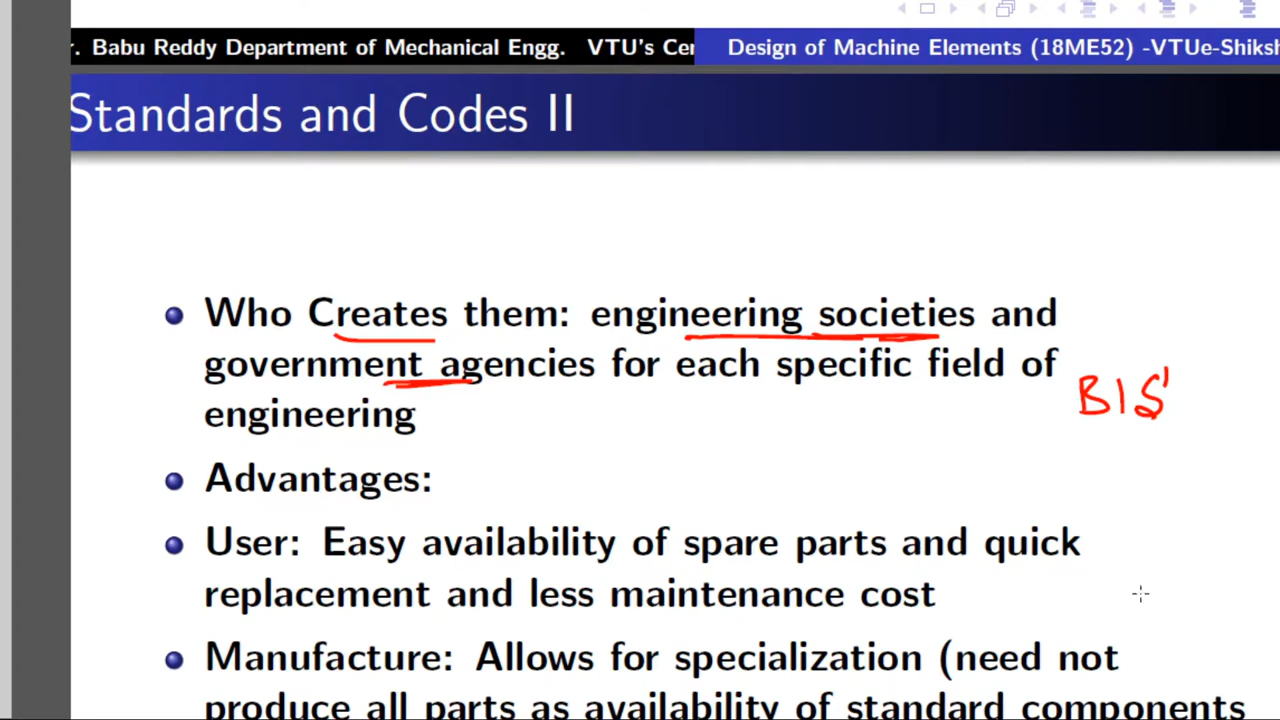 r. Babu Reddy Department of Mechanical Engg. VTU's Cen Design of Machine Elements (18ME52) -VTUe-Shiksh
Standards and Codes II
Who Creates them: engineering societies and
government agencies for each specific field of
BIS
engineering
Advantages:
User: Easy availability of spare parts and quick
replacement and less maintenance cost
Manufacture: Allows for specialization (need not
produce all parts as availability of standard components